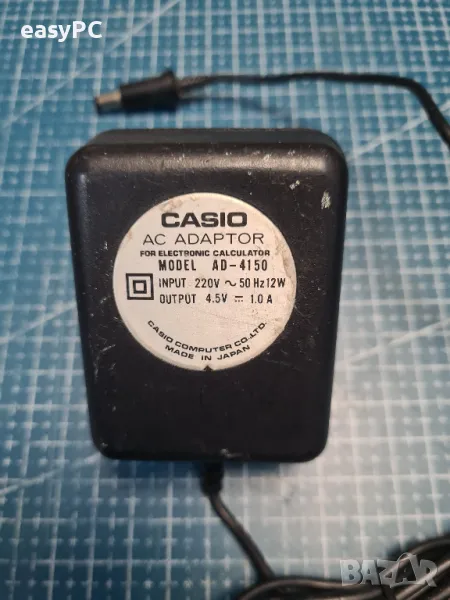 easyPC
CASIO
AC ADAPTOR
FOR ELECTRONIC CALCULATOR
MODEL AD-4150
INPUT 220V ~ 50Hz 12W
OUTPUT 4.5V ⎓ 1.0A
CASIO COMPUTER CO., LTD.
MADE IN JAPAN
BAZAR